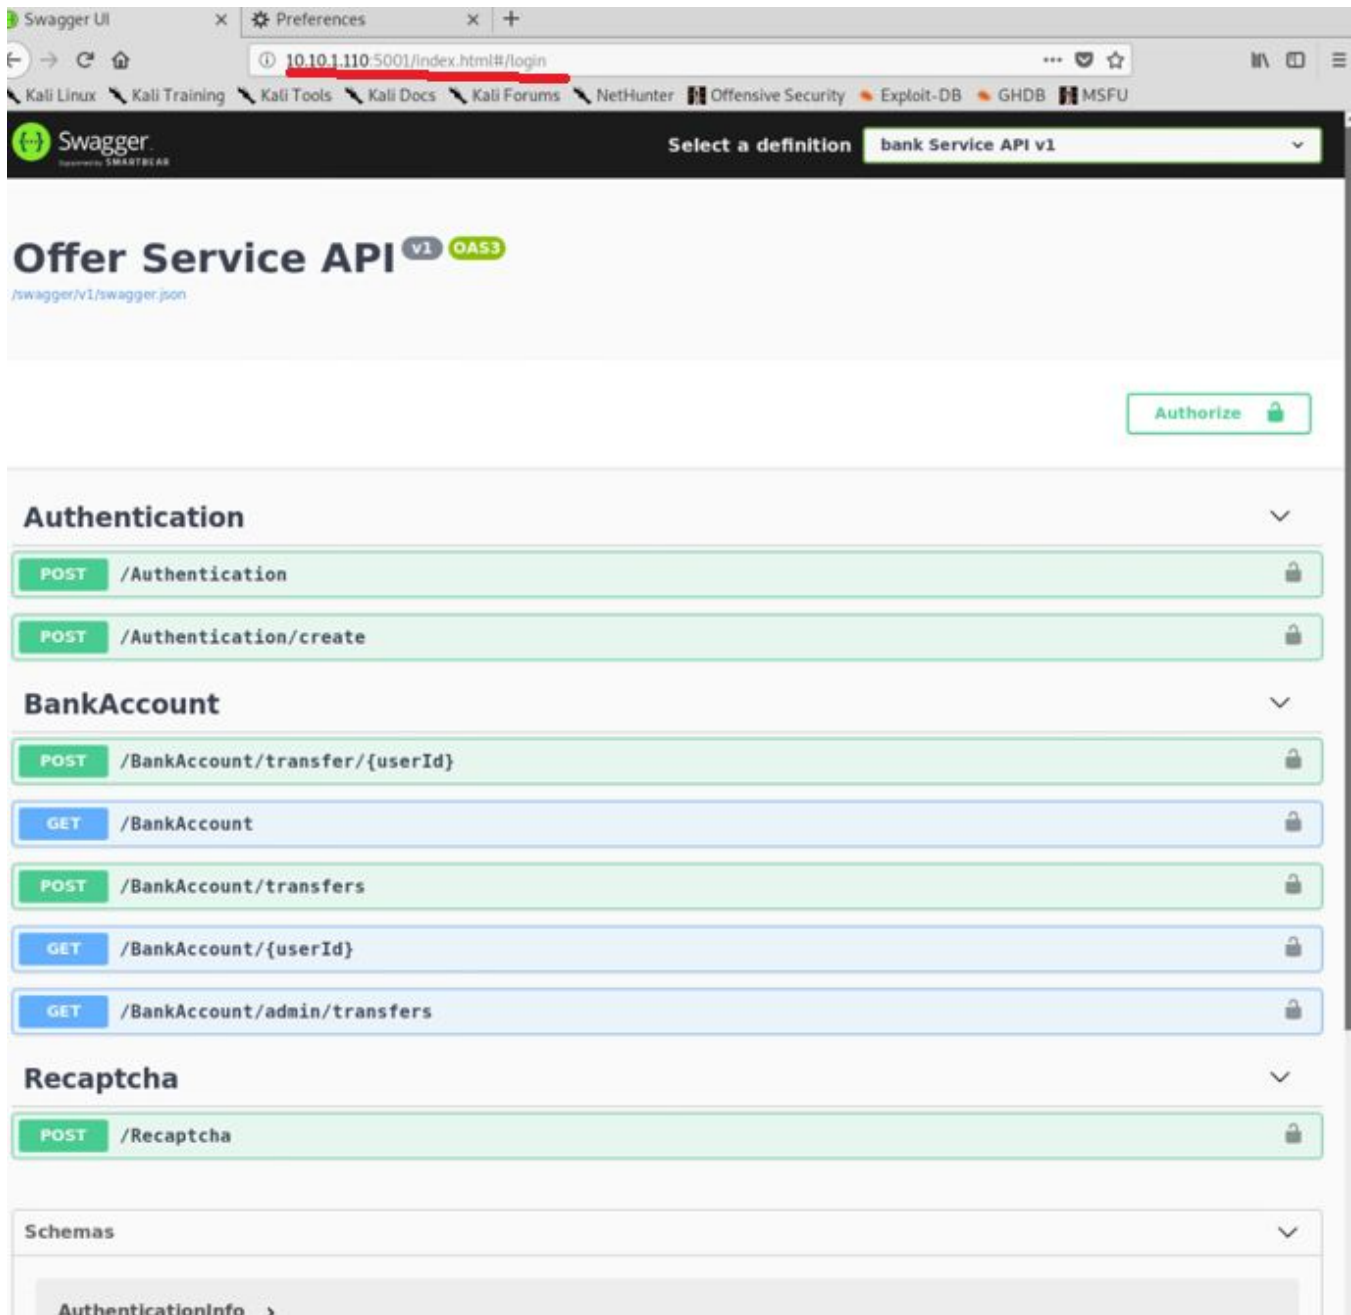 Swagger UI × Preferences × +
10.10.1.110:5001/index.html#/login
Kali Linux Kali Training Kali Tools Kali Docs Kali Forums NetHunter Offensive Security Exploit-DB GHDB MSFU
Swagger. Select a definition bank Service API v1
Supported by SMARTBEAR
Offer Service API v1 OAS3
/swagger/v1/swagger.json
Authorize
Authentication
POST /Authentication
POST /Authentication/create
BankAccount
POST /BankAccount/transfer/{userId}
GET /BankAccount
POST /BankAccount/transfers
GET /BankAccount/{userId}
GET /BankAccount/admin/transfers
Recaptcha
POST /Recaptcha
Schemas
AuthenticationInfo >